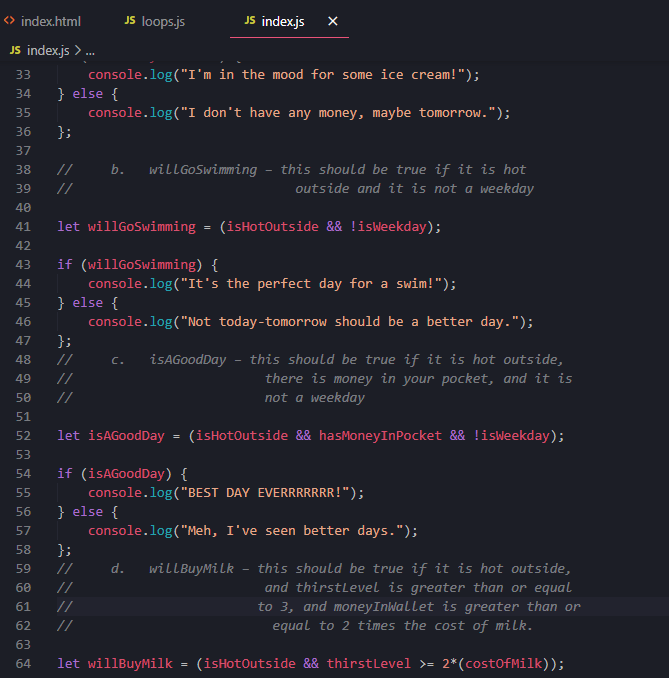 index.html JS loops.js JS index.js
JS index.js > ...
33 console.log("I'm in the mood for some ice cream!");
34 } else {
35 console.log("I don't have any money, maybe tomorrow.");
36 };
37
38 // b. willGoSwimming – this should be true if it is hot
39 // outside and it is not a weekday
40
41 let willGoSwimming = (isHotOutside && !isWeekday);
42
43 if (willGoSwimming) {
44 console.log("It's the perfect day for a swim!");
45 } else {
46 console.log("Not today-tomorrow should be a better day.");
47 };
48 // c. isAGoodDay – this should be true if it is hot outside,
49 // there is money in your pocket, and it is
50 // not a weekday
51
52 let isAGoodDay = (isHotOutside && hasMoneyInPocket && !isWeekday);
53
54 if (isAGoodDay) {
55 console.log("BEST DAY EVERRRRRRR!");
56 } else {
57 console.log("Meh, I've seen better days.");
58 };
59 // d. willBuyMilk – this should be true if it is hot outside,
60 // and thirstLevel is greater than or equal
61 // to 3, and moneyInWallet is greater than or
62 // equal to 2 times the cost of milk.
63
64 let willBuyMilk = (isHotOutside && thirstLevel >= 2*(costOfMilk));